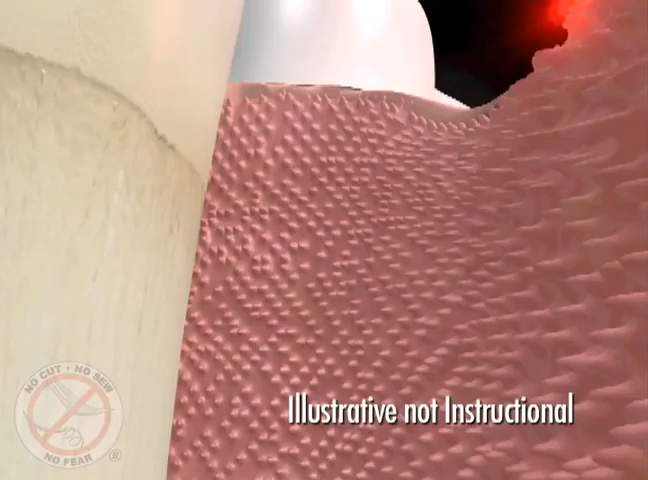 Illustrative not Instructional
NO CUT • NO SEW
NO FEAR
®